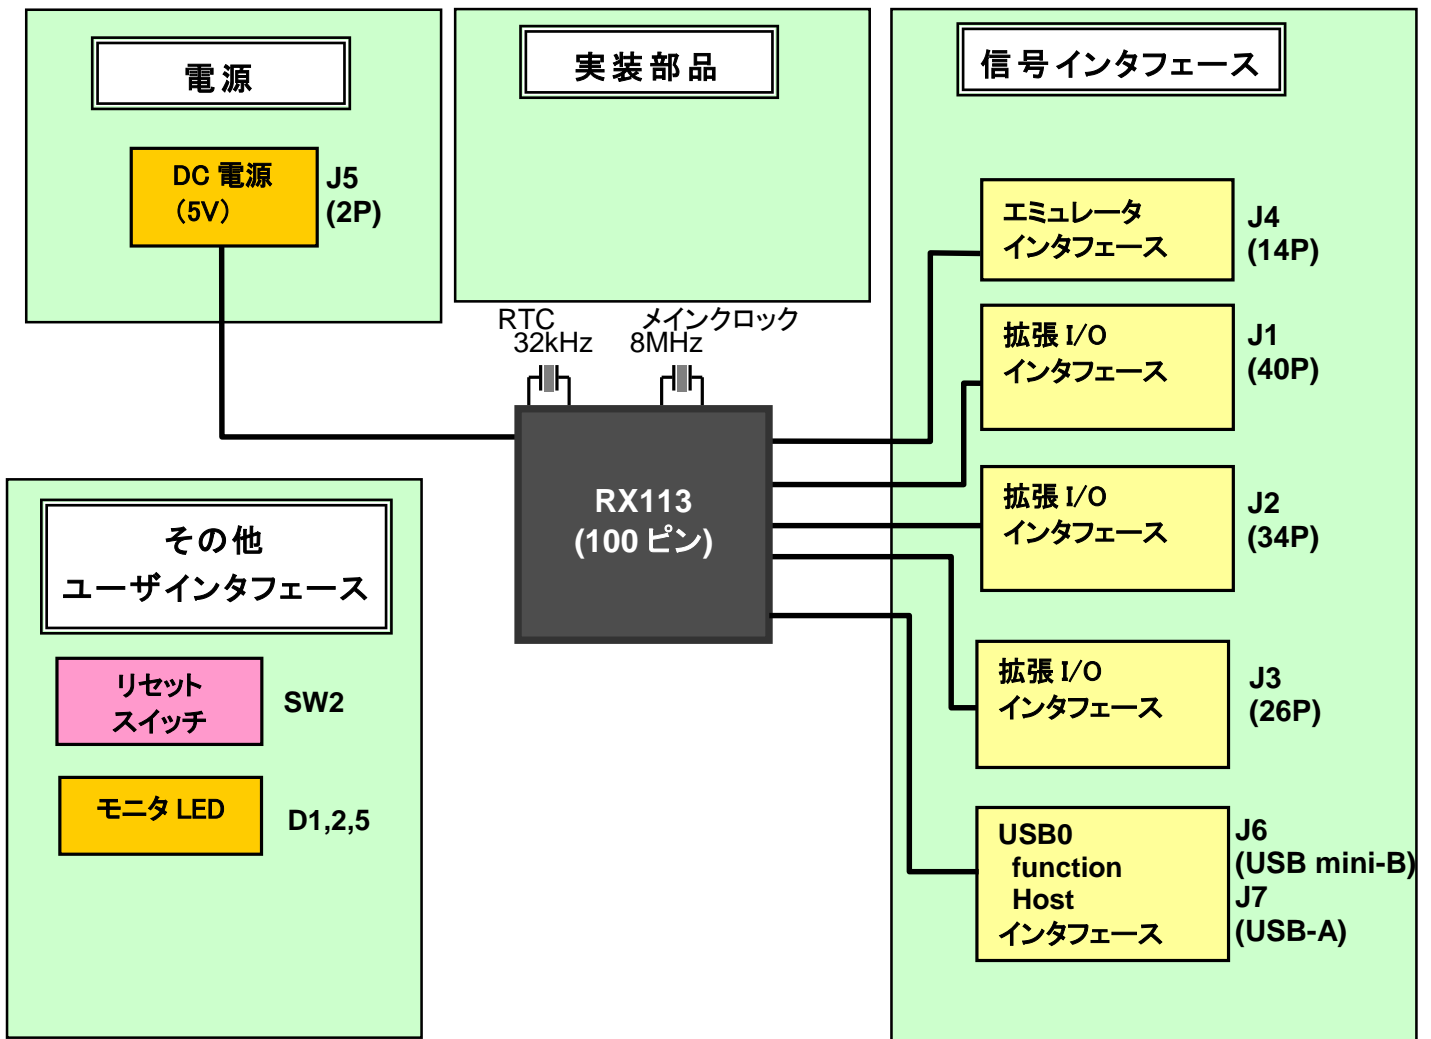 電源
DC 電源
（5V）
J5
(2P)
実装部品
RTC
32kHz
メインクロック
8MHz
RX113
(100 ピン)
信号インタフェース
エミュレータ
インタフェース
J4
(14P)
拡張 I/O
インタフェース
J1
(40P)
拡張 I/O
インタフェース
J2
(34P)
拡張 I/O
インタフェース
J3
(26P)
USB0
function
Host
インタフェース
J6
(USB mini-B)
J7
(USB-A)
その他
ユーザインタフェース
リセット
スイッチ
SW2
モニタ LED
D1,2,5